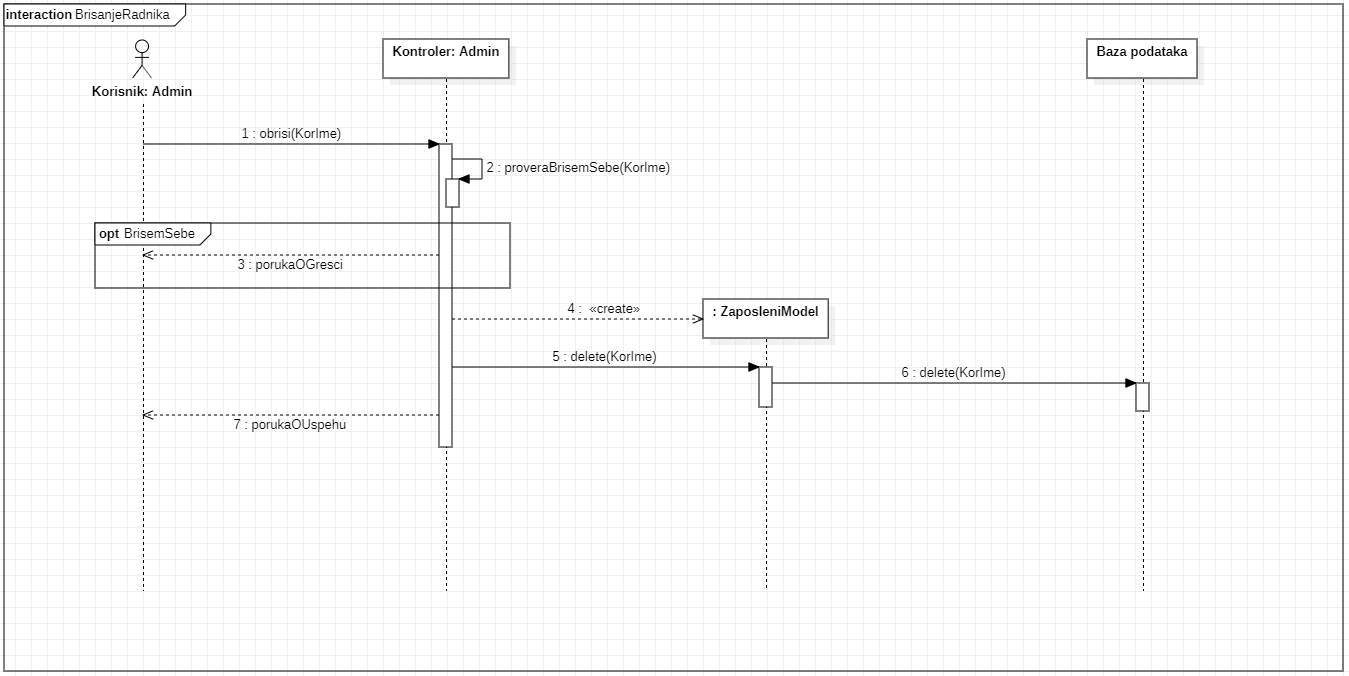 interaction BrisanjeRadnika
Kontroler: Admin
Baza podataka
Korisnik: Admin
1 : obrisi(KorIme)
2 : proveraBrisemSebe(KorIme)
opt BrisemSebe
3 : porukaOGresci
4 : «create»
: ZaposleniModel
5 : delete(KorIme)
6 : delete(KorIme)
7 : porukaOUspehu